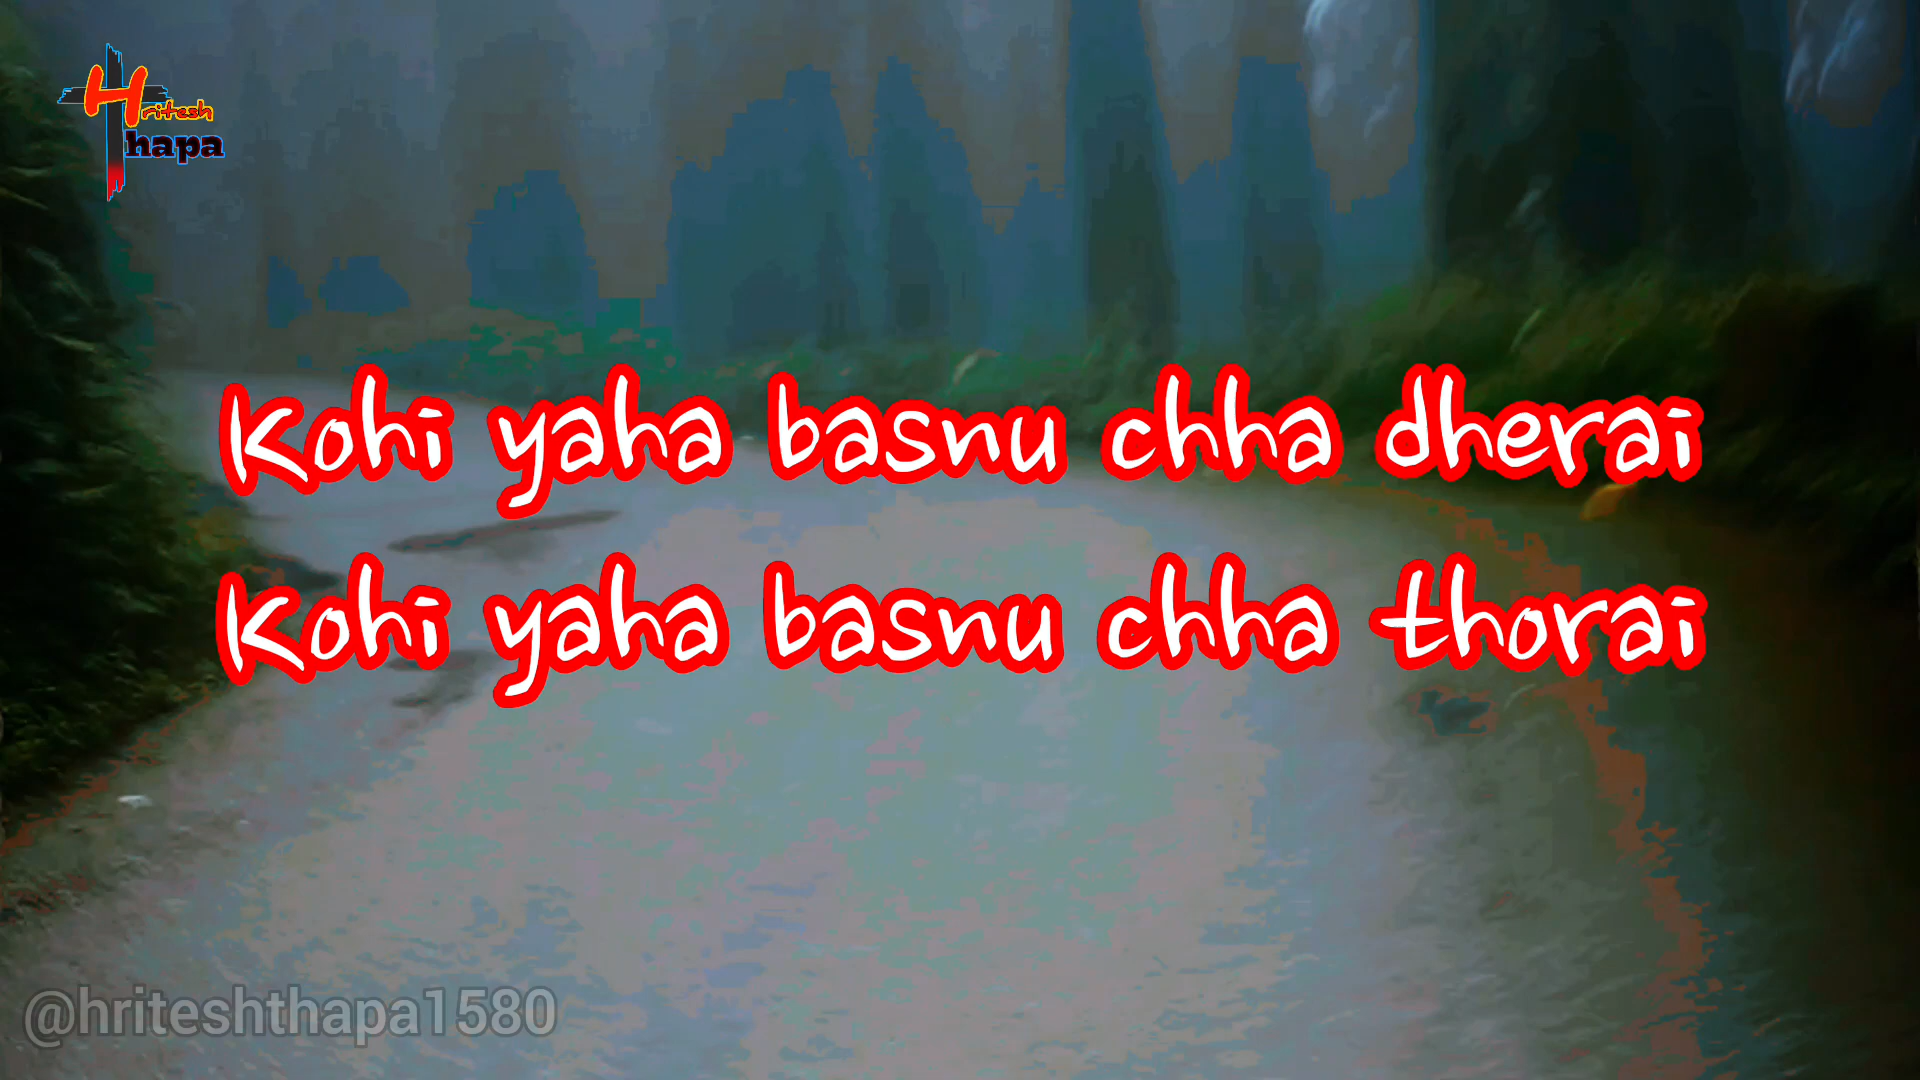 Hritesh
Thapa
Kohi yaha basnu chha dherai
Kohi yaha basnu chha thorai
@hriteshthapa1580